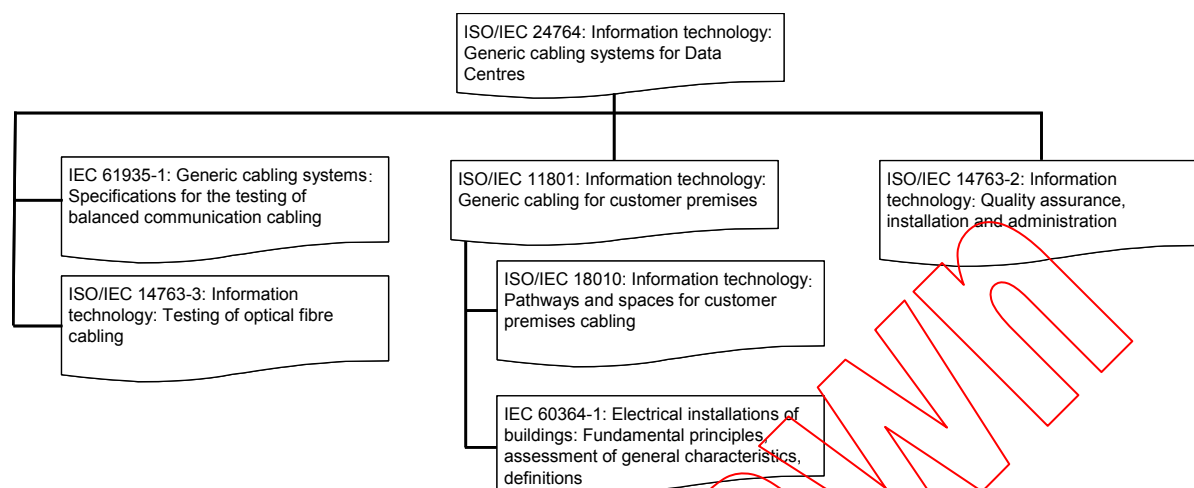 ISO/IEC 24764: Information technology:
Generic cabling systems for Data
Centres
IEC 61935-1: Generic cabling systems:
Specifications for the testing of
balanced communication cabling
ISO/IEC 11801: Information technology:
Generic cabling for customer premises
ISO/IEC 14763-2: Information
technology: Quality assurance,
installation and administration
ISO/IEC 14763-3: Information
technology: Testing of optical fibre
cabling
ISO/IEC 18010: Information technology:
Pathways and spaces for customer
premises cabling
IEC 60364-1: Electrical installations of
buildings: Fundamental principles,
assessment of general characteristics,
definitions